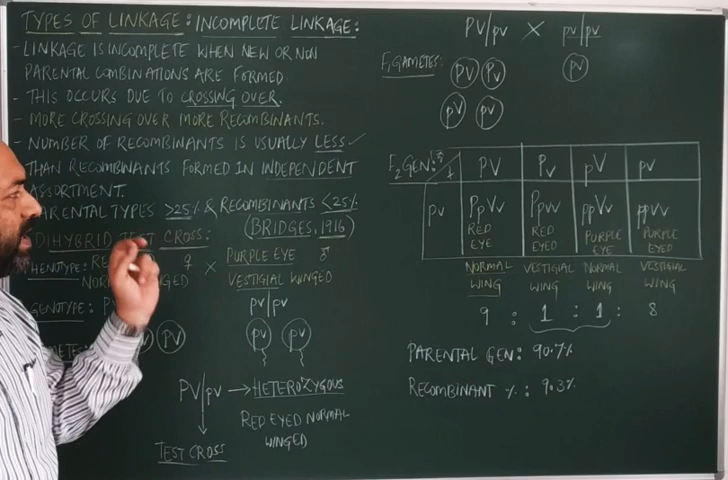 TYPES OF LINKAGE: INCOMPLETE LINKAGE:
- LINKAGE IS INCOMPLETE WHEN NEW OR NON
PARENTAL COMBINATIONS ARE FORMED
- THIS OCCURS DUE TO CROSSING OVER.
- MORE CROSSING OVER MORE RECOMBINANTS.
- NUMBER OF RECOMBINANTS IS USUALLY LESS ✓
THAN RECOMBINANTS FORMED IN INDEPENDENT
ASSORTMENT.
PARENTAL TYPES >25% & RECOMBINANTS <25%
DIHYBRID TEST CROSS: (BRIDGES, 1916)
PHENOTYPE: RE ♀ × PURPLE EYE ♂
NORMAL WINGED VESTIGIAL WINGED
GENOTYPE: P pv/pv
pv pv pv
PV/pv → HETEROZYGOUS
RED EYED NORMAL
WINGED
TEST CROSS
PV/pv × pv/pv
F1 GAMETES: PV Pv pv
pV pv
F2 GEN: ♀ PV Pv pV pv
pv PpVv Ppvv ppVv ppvv
RED EYE RED EYED PURPLE EYE PURPLE EYED
NORMAL WING VESTIGIAL WING NORMAL WING VESTIGIAL WING
9 : 1 : 1 : 8
PARENTAL GEN: 90.7%
RECOMBINANT %: 9.3%